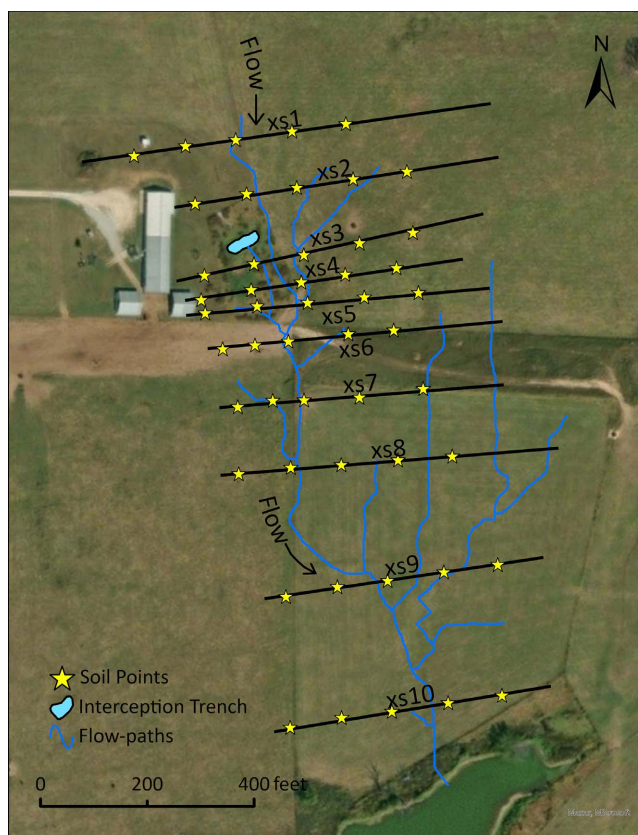 Flow
N
xs1
xs2
xs3
xs4
xs5
xs6
xs7
xs8
Flow
xs9
Soil Points
Interception Trench
Flow-paths
xs10
0 200 400 feet